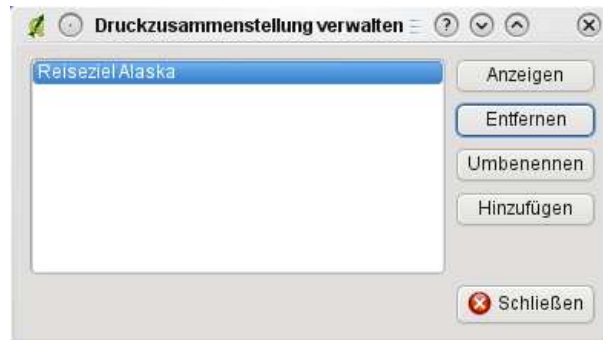 Druckzusammenstellung verwalten
Reiseziel Alaska
Anzeigen
Entfernen
Umbenennen
Hinzufügen
Schließen